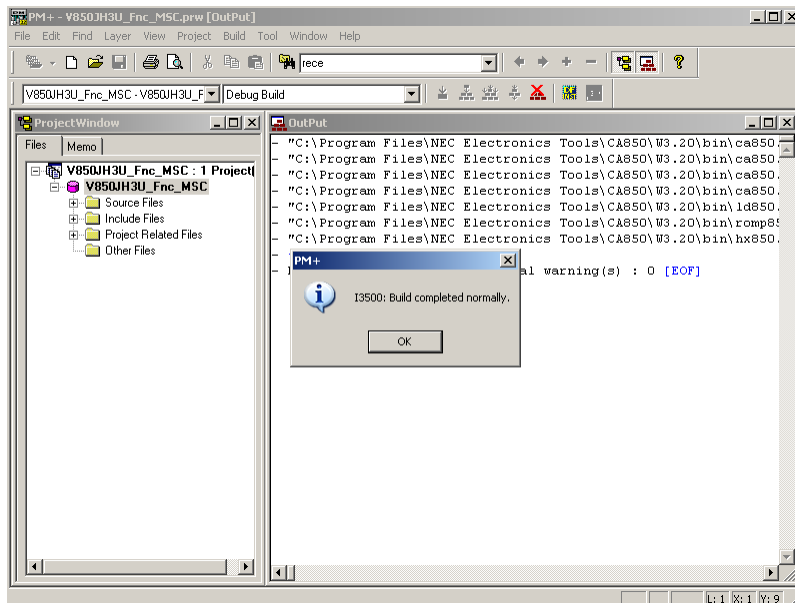 PM+ - V850JH3U_Fnc_MSC.prw [OutPut]
File Edit Find Layer View Project Build Tool Window Help
rece
V850JH3U_Fnc_MSC - V850JH3U_F Debug Build
ProjectWindow
Files Memo
V850JH3U_Fnc_MSC : 1 Project(
V850JH3U_Fnc_MSC
Source Files
Include Files
Project Related Files
Other Files
OutPut
- "C:\Program Files\NEC Electronics Tools\CA850\W3.20\bin\ca850.
- "C:\Program Files\NEC Electronics Tools\CA850\W3.20\bin\ca850.
- "C:\Program Files\NEC Electronics Tools\CA850\W3.20\bin\ca850.
- "C:\Program Files\NEC Electronics Tools\CA850\W3.20\bin\ca850.
- "C:\Program Files\NEC Electronics Tools\CA850\W3.20\bin\ld850.
- "C:\Program Files\NEC Electronics Tools\CA850\W3.20\bin\romp85
- "C:\Program Files\NEC Electronics Tools\CA850\W3.20\bin\hx850.
-
- al warning(s) : 0 [EOF]
PM+
I3500: Build completed normally.
OK
L: 1 X: 1 Y: 9